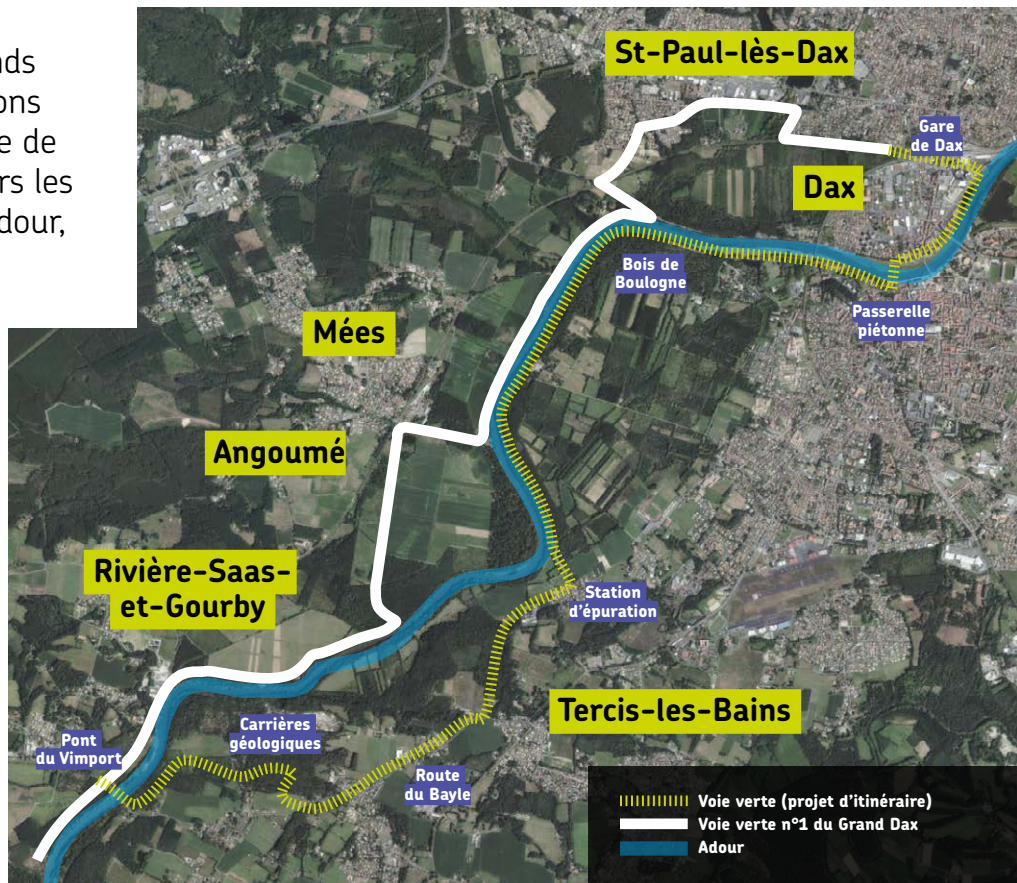 nds
ons
e de
rs les
dour,
St-Paul-lès-Dax
Gare
de Dax
Dax
Bois de
Boulogne
Passerelle
piétonne
Mées
Angoumé
Rivière-Saas-
et-Gourby
Station
d'épuration
Tercis-les-Bains
Carrières
géologiques
Pont
du Vimport
Route
du Bayle
Voie verte (projet d'itinéraire)
Voie verte n°1 du Grand Dax
Adour